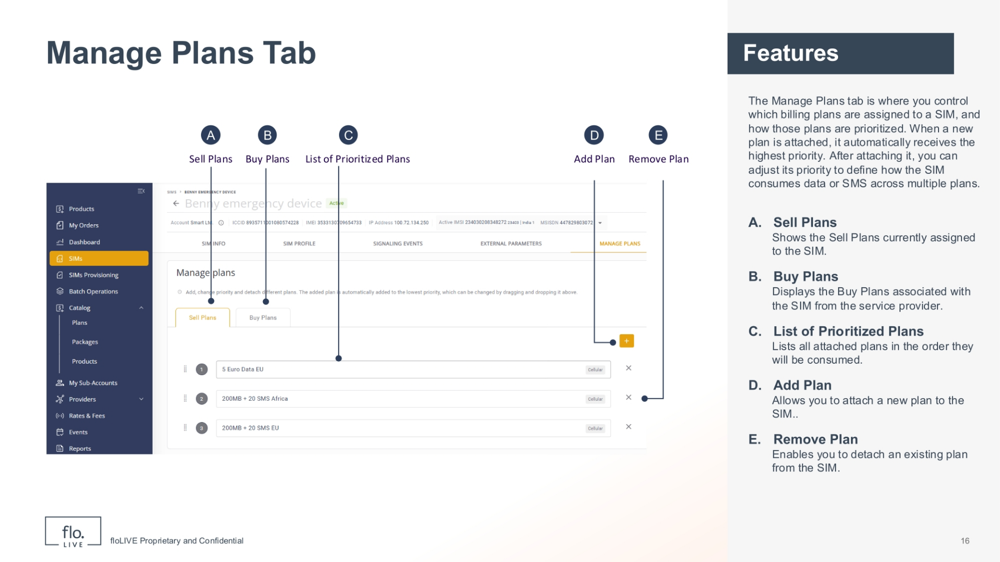 Manage Plans Tab
A
B
C
D
E
Sell Plans
Buy Plans
List of Prioritized Plans
Add Plan
Remove Plan
Products
My Orders
Dashboard
SIMs
SIMs Provisioning
Batch Operations
Catalog
Plans
Packages
Products
My Sub-Accounts
Providers
Rates & Fees
Events
Reports
SIMS > BENNY EMERGENCY DEVICE
Benny emergency device Active
Account Smart Ltd. ICCID 8935711001080574228 IMEI 3533130709654733 IP Address 100.72.134.250 Active IMSI 234030208348272 23403 | India 1 MSISDN 447829803072
SIM INFO SIM PROFILE SIGNALING EVENTS EXTERNAL PARAMETERS MANAGE PLANS
Manage plans
Add, change priority and detach different plans. The added plan is automatically added to the lowest priority, which can be changed by dragging and dropping it above.
Sell Plans Buy Plans
+
1 5 Euro Data EU Cellular
2 200MB + 20 SMS Africa Cellular
3 200MB + 20 SMS EU Cellular
Features
The Manage Plans tab is where you control
which billing plans are assigned to a SIM, and
how those plans are prioritized. When a new
plan is attached, it automatically receives the
highest priority. After attaching it, you can
adjust its priority to define how the SIM
consumes data or SMS across multiple plans.
A. Sell Plans
Shows the Sell Plans currently assigned
to the SIM.
B. Buy Plans
Displays the Buy Plans associated with
the SIM from the service provider.
C. List of Prioritized Plans
Lists all attached plans in the order they
will be consumed.
D. Add Plan
Allows you to attach a new plan to the
SIM..
E. Remove Plan
Enables you to detach an existing plan
from the SIM.
flo.
LIVE
floLIVE Proprietary and Confidential
16